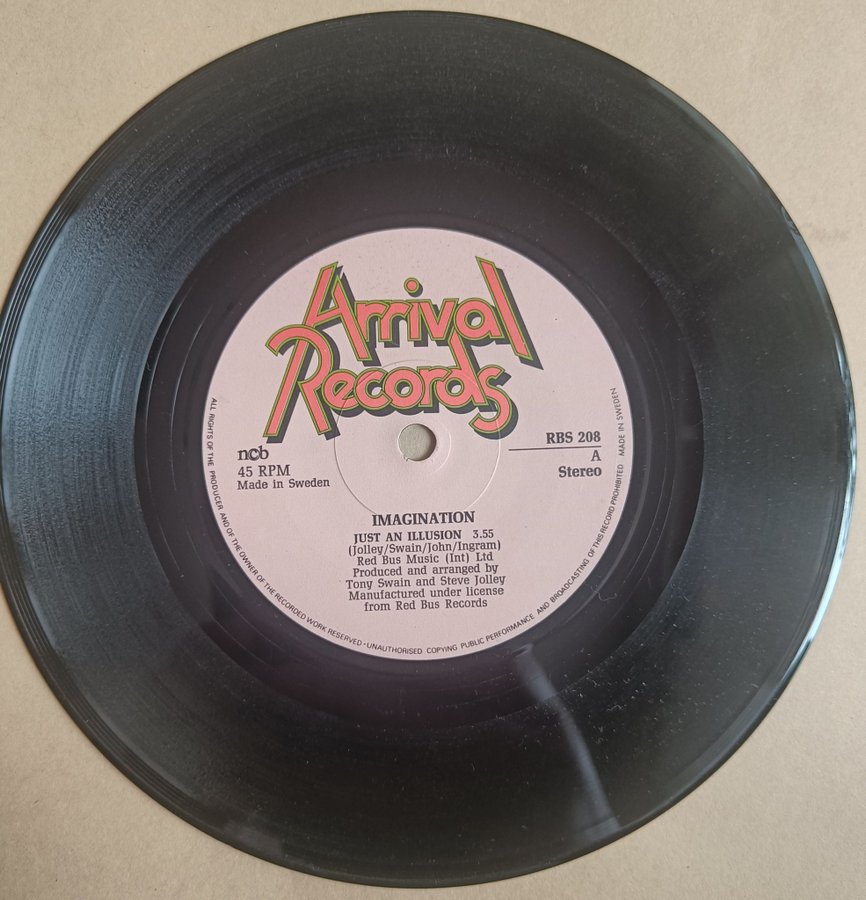 Arrival
Records
ncb
45 RPM
Made in Sweden
RBS 208
A
Stereo
IMAGINATION
JUST AN ILLUSION 3.55
(Jolley/Swain/John/Ingram)
Red Bus Music (Int) Ltd
Produced and arranged by
Tony Swain and Steve Jolley
Manufactured under license
from Red Bus Records
ALL RIGHTS OF THE PRODUCER AND OF THE OWNER OF THE RECORDED WORK RESERVED · UNAUTHORISED COPYING PUBLIC PERFORMANCE AND BROADCASTING OF THIS RECORD PROHIBITED MADE IN SWEDEN